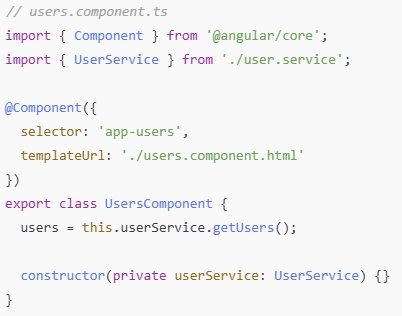 // users.component.ts
import { Component } from '@angular/core';
import { UserService } from './user.service';

@Component({
  selector: 'app-users',
  templateUrl: './users.component.html'
})
export class UsersComponent {
  users = this.userService.getUsers();

  constructor(private userService: UserService) {}
}